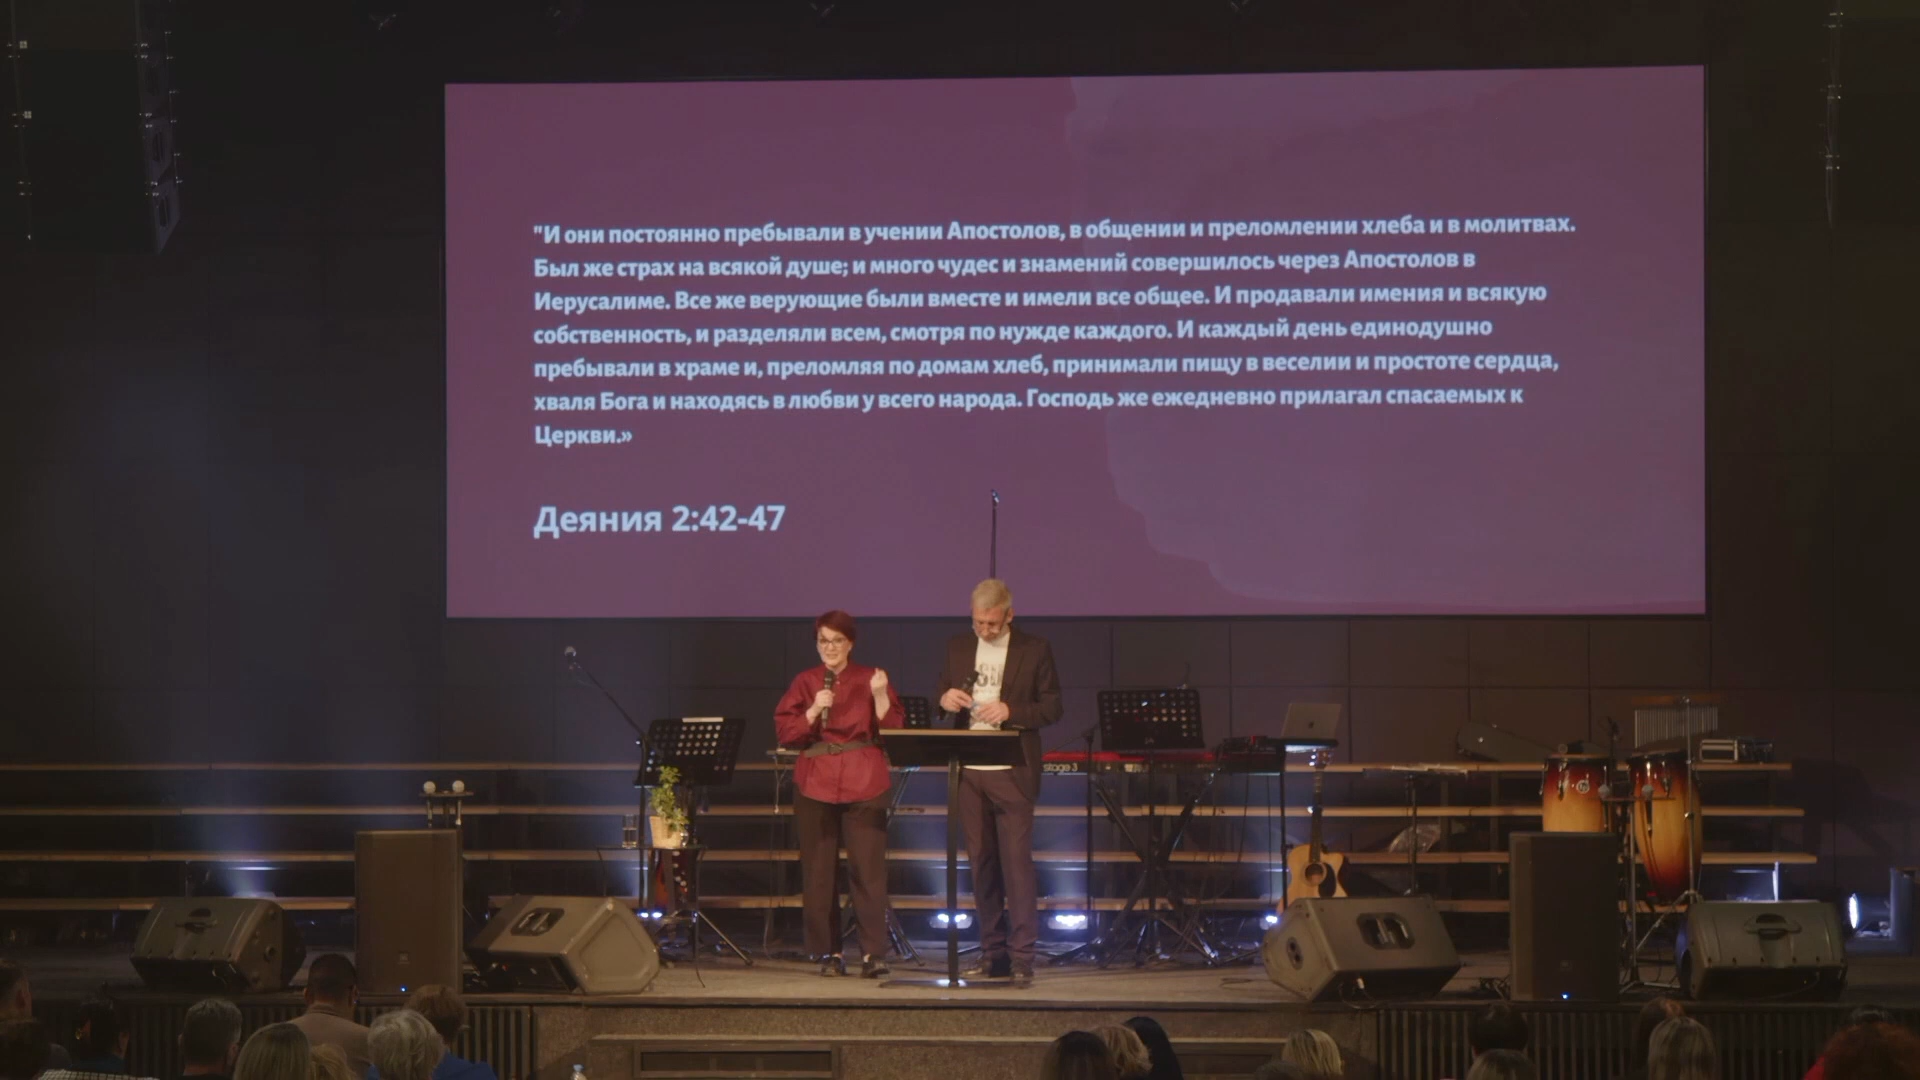 "И они постоянно пребывали в учении Апостолов, в общении и преломлении хлеба и в молитвах.
Был же страх на всякой душе; и много чудес и знамений совершилось через Апостолов в
Иерусалиме. Все же верующие были вместе и имели все общее. И продавали имения и всякую
собственность, и разделяли всем, смотря по нужде каждого. И каждый день единодушно
пребывали в храме и, преломляя по домам хлеб, принимали пищу в веселии и простоте сердца,
хваля Бога и находясь в любви у всего народа. Господь же ежедневно прилагал спасаемых к
Церкви.»
Деяния 2:42-47
stage 3